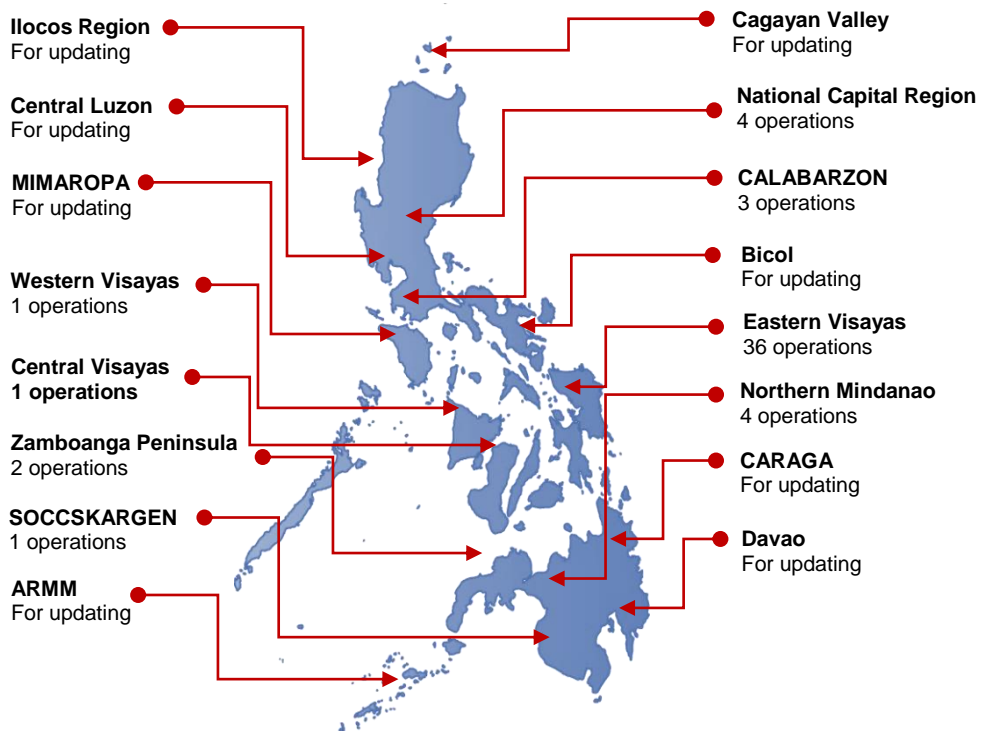 Ilocos Region
For updating
Central Luzon
For updating
MIMAROPA
For updating
Western Visayas
1 operations
Central Visayas
1 operations
Zamboanga Peninsula
2 operations
SOCCSKARGEN
1 operations
ARMM
For updating
Cagayan Valley
For updating
National Capital Region
4 operations
CALABARZON
3 operations
Bicol
For updating
Eastern Visayas
36 operations
Northern Mindanao
4 operations
CARAGA
For updating
Davao
For updating